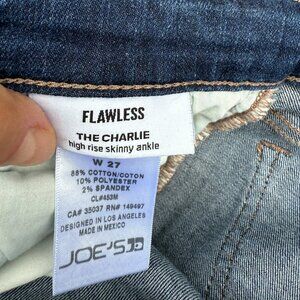 FLAWLESS
THE CHARLIE
high rise skinny ankle
W 27
88% COTTON/COTON
10% POLYESTER
2% SPANDEX
CL#453M
CA# 35037 RN# 149497
DESIGNED IN LOS ANGELES
MADE IN MEXICO
JOE'S